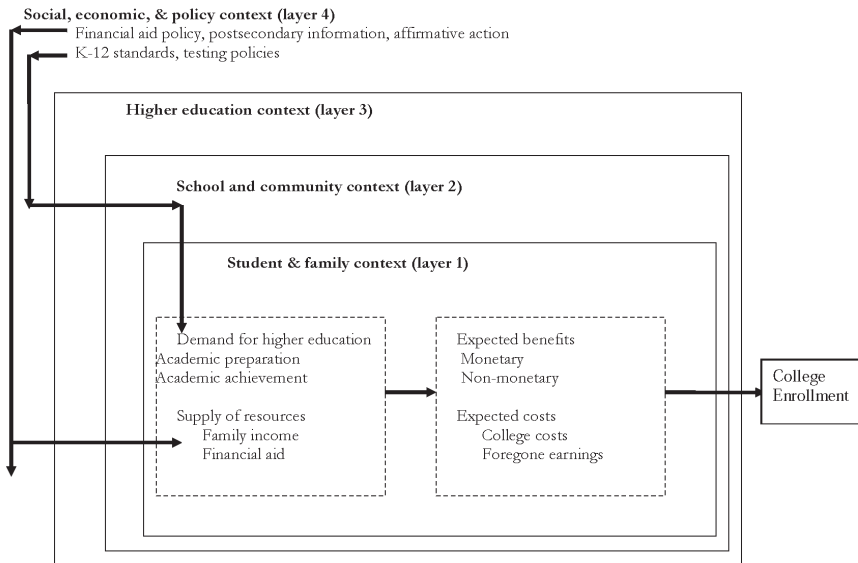 Social, economic, & policy context (layer 4)
Financial aid policy, postsecondary information, affirmative action
K-12 standards, testing policies
Higher education context (layer 3)
School and community context (layer 2)
Student & family context (layer 1)
Demand for higher education
Academic preparation
Academic achievement
Supply of resources
Family income
Financial aid
Expected benefits
Monetary
Non-monetary
Expected costs
College costs
Foregone earnings
College
Enrollment